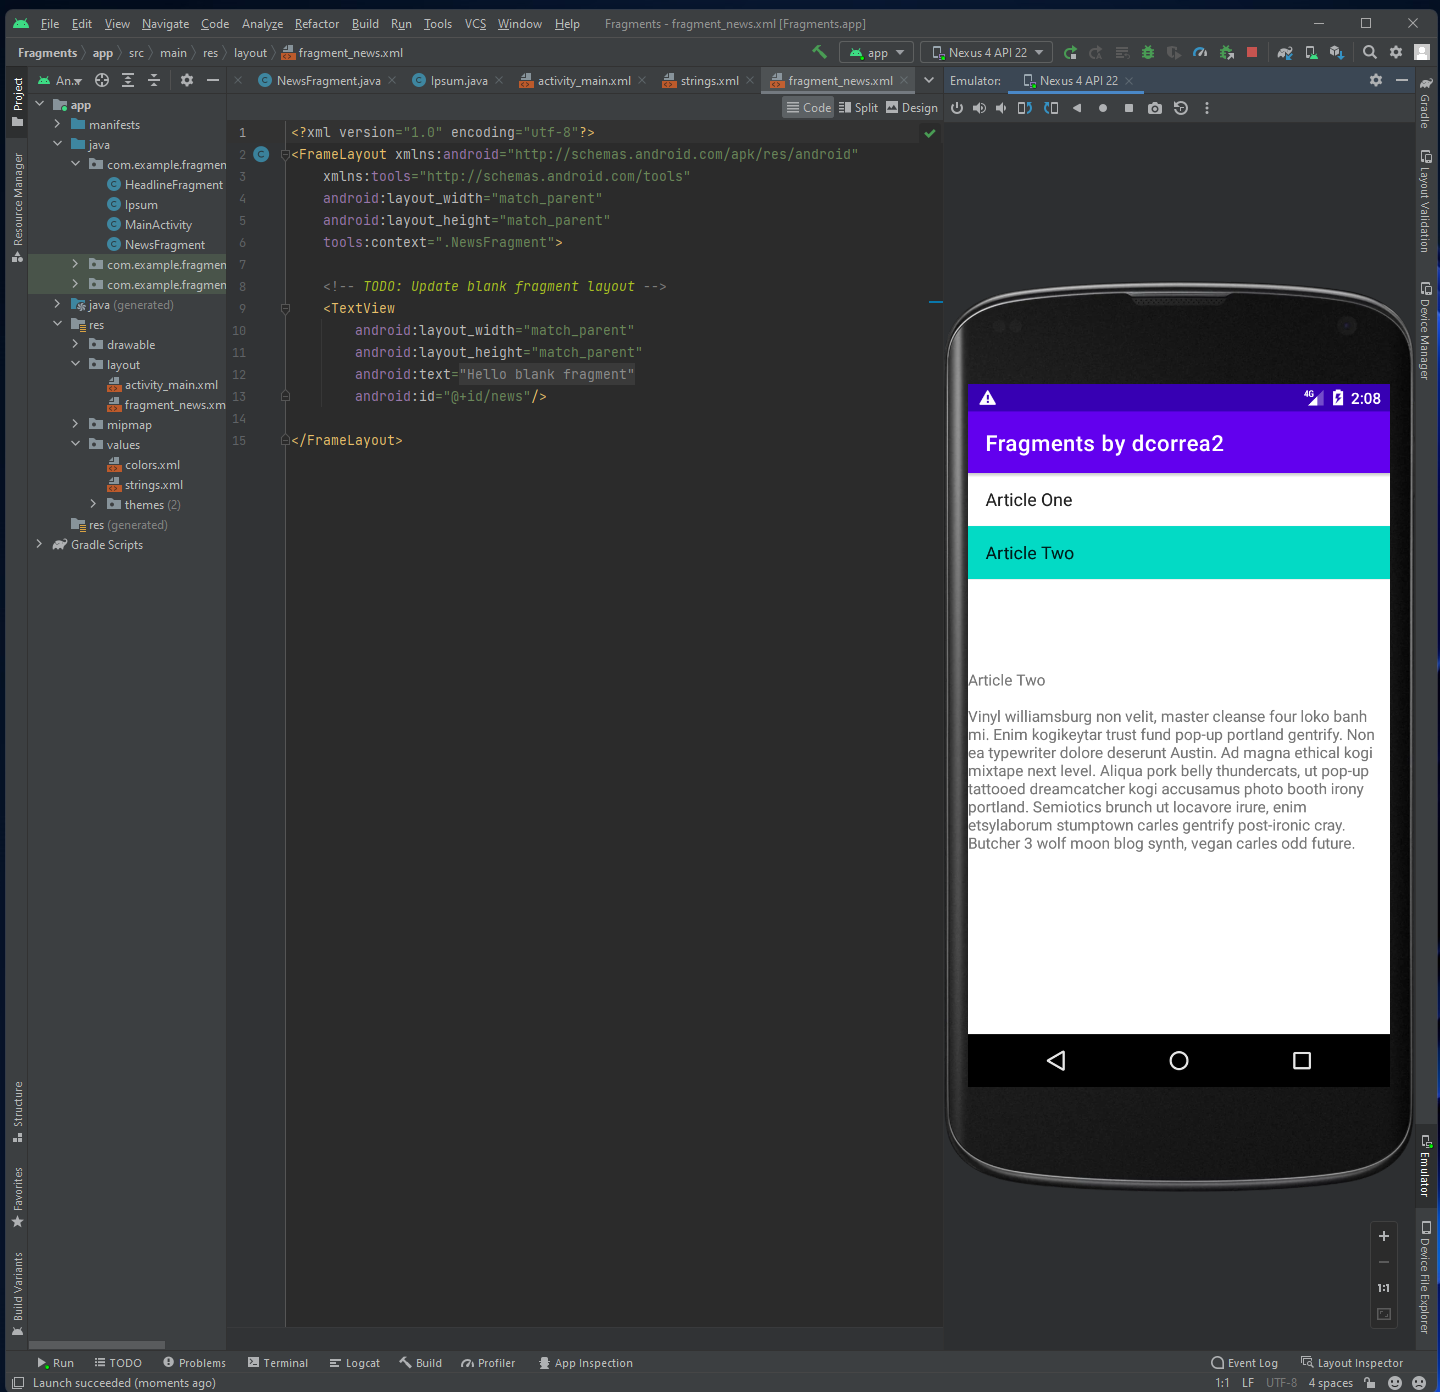 File Edit View Navigate Code Analyze Refactor Build Run Tools VCS Window Help Fragments - fragment_news.xml [Fragments.app]
Fragments app src main res layout fragment_news.xml app Nexus 4 API 22
An... NewsFragment.java Ipsum.java activity_main.xml strings.xml fragment_news.xml Emulator: Nexus 4 API 22
Code Split Design
Project
Resource Manager
Structure
Favorites
Build Variants
app
manifests
java
com.example.fragmen
HeadlineFragment
Ipsum
MainActivity
NewsFragment
com.example.fragmen
com.example.fragmen
java (generated)
res
drawable
layout
activity_main.xml
fragment_news.xm
mipmap
values
colors.xml
strings.xml
themes (2)
res (generated)
Gradle Scripts
1 <?xml version="1.0" encoding="utf-8"?>
2 <FrameLayout xmlns:android="http://schemas.android.com/apk/res/android"
3 xmlns:tools="http://schemas.android.com/tools"
4 android:layout_width="match_parent"
5 android:layout_height="match_parent"
6 tools:context=".NewsFragment">
7
8 <!-- TODO: Update blank fragment layout -->
9 <TextView
10 android:layout_width="match_parent"
11 android:layout_height="match_parent"
12 android:text="Hello blank fragment"
13 android:id="@+id/news"/>
14
15 </FrameLayout>
4G 2:08
Fragments by dcorrea2
Article One
Article Two
Article Two
Vinyl williamsburg non velit, master cleanse four loko banh
mi. Enim kogikeytar trust fund pop-up portland gentrify. Non
ea typewriter dolore deserunt Austin. Ad magna ethical kogi
mixtape next level. Aliqua pork belly thundercats, ut pop-up
tattooed dreamcatcher kogi accusamus photo booth irony
portland. Semiotics brunch ut locavore irure, enim
etsylaborum stumptown carles gentrify post-ironic cray.
Butcher 3 wolf moon blog synth, vegan carles odd future.
1:1
Gradle
Layout Validation
Device Manager
Emulator
Device File Explorer
Run TODO Problems Terminal Logcat Build Profiler App Inspection Event Log Layout Inspector
Launch succeeded (moments ago) 1:1 LF UTF-8 4 spaces